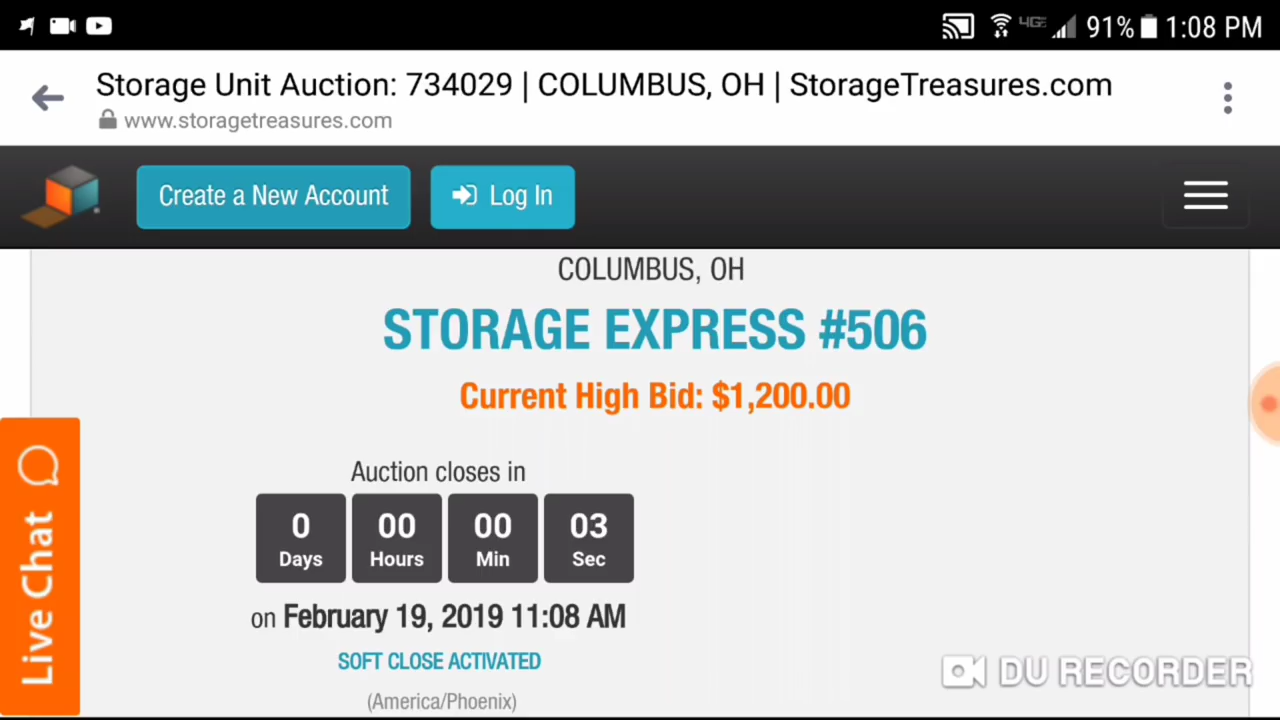 4GE 91% 1:08 PM
Storage Unit Auction: 734029 | COLUMBUS, OH | StorageTreasures.com
www.storagetreasures.com
Create a New Account Log In
COLUMBUS, OH
STORAGE EXPRESS #506
Current High Bid: $1,200.00
Auction closes in
0 00 00 03
Days Hours Min Sec
on February 19, 2019 11:08 AM
SOFT CLOSE ACTIVATED
(America/Phoenix)
Live Chat
DU RECORDER